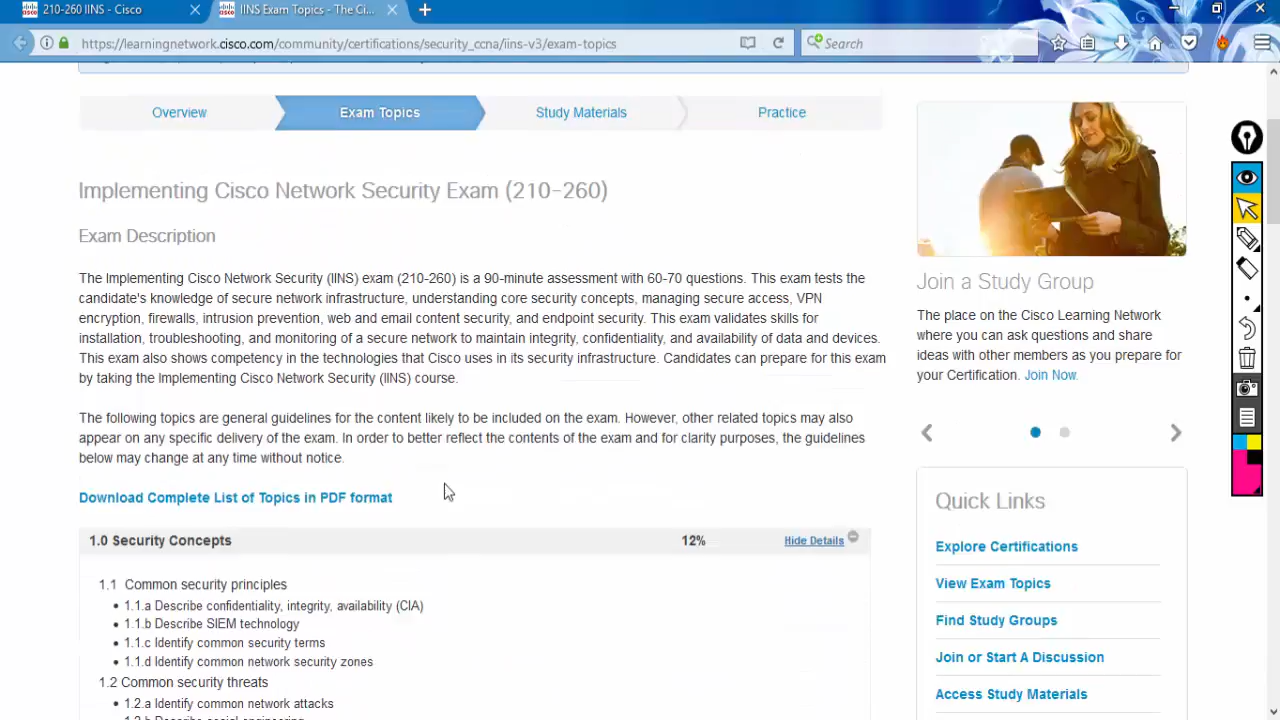 210-260 IINS - Cisco
IINS Exam Topics - The Ci...
https://learningnetwork.cisco.com/community/certifications/security_ccna/iins-v3/exam-topics
Search
Overview
Exam Topics
Study Materials
Practice
Implementing Cisco Network Security Exam (210-260)
Exam Description
The Implementing Cisco Network Security (IINS) exam (210-260) is a 90-minute assessment with 60-70 questions. This exam tests the
candidate's knowledge of secure network infrastructure, understanding core security concepts, managing secure access, VPN
encryption, firewalls, intrusion prevention, web and email content security, and endpoint security. This exam validates skills for
installation, troubleshooting, and monitoring of a secure network to maintain integrity, confidentiality, and availability of data and devices.
This exam also shows competency in the technologies that Cisco uses in its security infrastructure. Candidates can prepare for this exam
by taking the Implementing Cisco Network Security (IINS) course.
The following topics are general guidelines for the content likely to be included on the exam. However, other related topics may also
appear on any specific delivery of the exam. In order to better reflect the contents of the exam and for clarity purposes, the guidelines
below may change at any time without notice.
Download Complete List of Topics in PDF format
1.0 Security Concepts 12% Hide Details
1.1 Common security principles
• 1.1.a Describe confidentiality, integrity, availability (CIA)
• 1.1.b Describe SIEM technology
• 1.1.c Identify common security terms
• 1.1.d Identify common network security zones
1.2 Common security threats
• 1.2.a Identify common network attacks
• 1.2.b Describe social engineering
Join a Study Group
The place on the Cisco Learning Network
where you can ask questions and share
ideas with other members as you prepare for
your Certification. Join Now.
Quick Links
Explore Certifications
View Exam Topics
Find Study Groups
Join or Start A Discussion
Access Study Materials